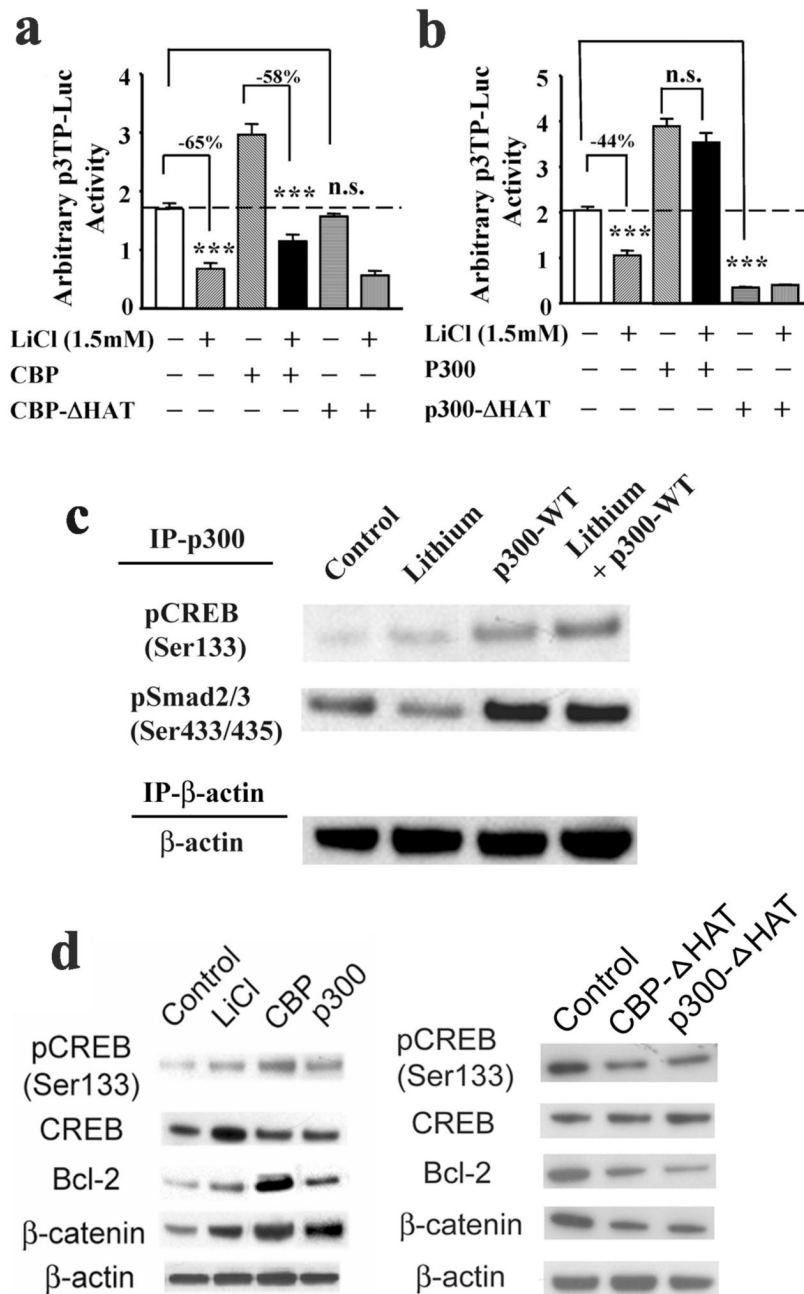 a
Arbitrary p3TP-Luc Activity
4
3
2
1
0
-65%
***
-58%
***
n.s.
LiCl (1.5mM) – + – + – +
CBP – – + + – –
CBP-ΔHAT – – – – + +
b
Arbitrary p3TP-Luc Activity
5
4
3
2
1
0
-44%
***
n.s.
***
LiCl (1.5mM) – + – + – +
P300 – – + + – –
p300-ΔHAT – – – – + +
c
IP-p300
Control
Lithium
p300-WT
Lithium
+ p300-WT
pCREB
(Ser133)
pSmad2/3
(Ser433/435)
IP-β-actin
β-actin
d
Control
LiCl
CBP
p300
pCREB
(Ser133)
CREB
Bcl-2
β-catenin
β-actin
Control
CBP-ΔHAT
p300-ΔHAT
pCREB
(Ser133)
CREB
Bcl-2
β-catenin
β-actin